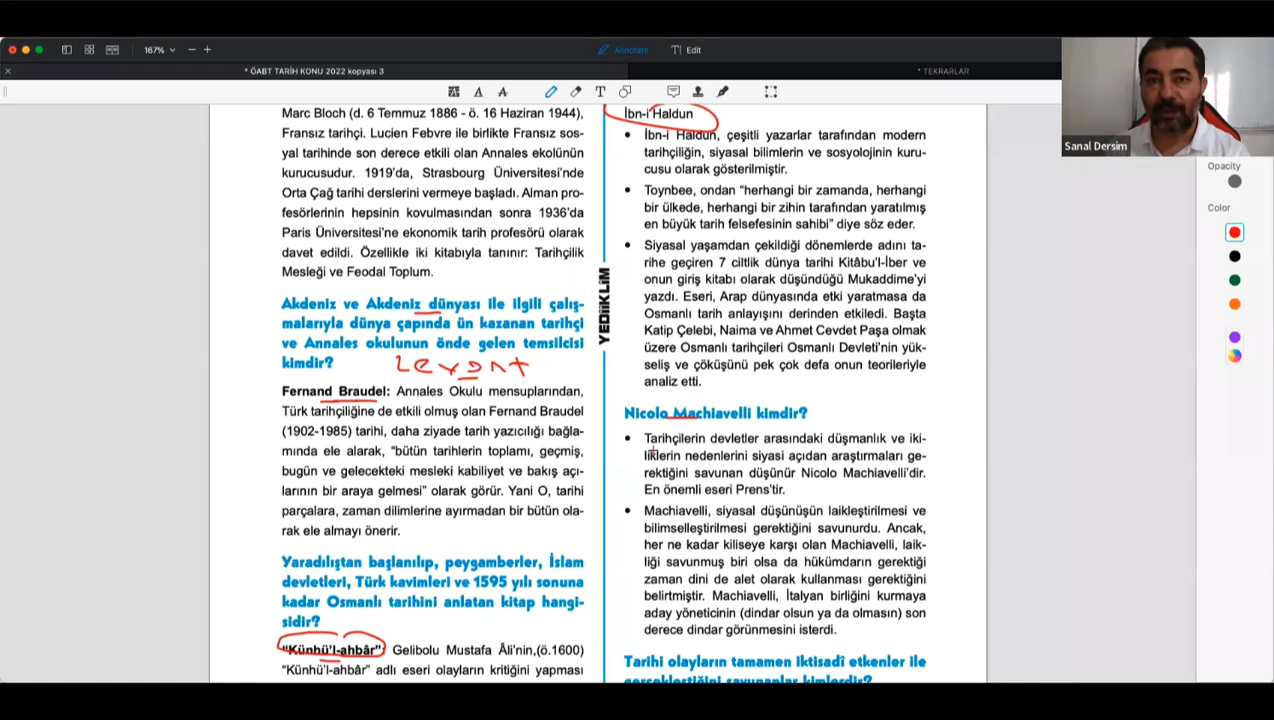 167%
Annotate
Edit
* ÖABT TARİH KONU 2022 kopyası 3
* TEKRARLAR
Sanal Dersim
Opacity
Color
Marc Bloch (d. 6 Temmuz 1886 - ö. 16 Haziran 1944),
Fransız tarihçi. Lucien Febvre ile birlikte Fransız sos-
yal tarihinde son derece etkili olan Annales ekolünün
kurucusudur. 1919’da, Strasbourg Üniversitesi’nde
Orta Çağ tarihi derslerini vermeye başladı. Alman pro-
fesörlerinin hepsinin kovulmasından sonra 1936’da
Paris Üniversitesi’ne ekonomik tarih profesörü olarak
davet edildi. Özellikle iki kitabıyla tanınır: Tarihçilik
Mesleği ve Feodal Toplum.
Akdeniz ve Akdeniz dünyası ile ilgili çalış-
malarıyla dünya çapında ün kazanan tarihçi
ve Annales okulunun önde gelen temsilcisi
kimdir?
Levant
Fernand Braudel: Annales Okulu mensuplarından,
Türk tarihçiliğine de etkili olmuş olan Fernand Braudel
(1902-1985) tarihi, daha ziyade tarih yazıcılığı bağla-
mında ele alarak, “bütün tarihlerin toplamı, geçmiş,
bugün ve gelecekteki mesleki kabiliyet ve bakış açı-
larının bir araya gelmesi” olarak görür. Yani O, tarihi
parçalara, zaman dilimlerine ayırmadan bir bütün ola-
rak ele almayı önerir.
Yaradılıştan başlanılıp, peygamberler, İslam
devletleri, Türk kavimleri ve 1595 yılı sonuna
kadar Osmanlı tarihini anlatan kitap hangi-
sidir?
“Künhü’l-ahbâr”: Gelibolu Mustafa Âli’nin,(ö.1600)
“Künhü’l-ahbâr” adlı eseri olayların kritiğini yapması
YEDİİKLİM
İbn-i Haldun
• İbn-i Haldun, çeşitli yazarlar tarafından modern
tarihçiliğin, siyasal bilimlerin ve sosyolojinin kuru-
cusu olarak gösterilmiştir.
• Toynbee, ondan “herhangi bir zamanda, herhangi
bir ülkede, herhangi bir zihin tarafından yaratılmış
en büyük tarih felsefesinin sahibi” diye söz eder.
• Siyasal yaşamdan çekildiği dönemlerde adını ta-
rihe geçiren 7 ciltlik dünya tarihi Kitâbu’l-İber ve
onun giriş kitabı olarak düşündüğü Mukaddime’yi
yazdı. Eseri, Arap dünyasında etki yaratmasa da
Osmanlı tarih anlayışını derinden etkiledi. Başta
Katip Çelebi, Naima ve Ahmet Cevdet Paşa olmak
üzere Osmanlı tarihçileri Osmanlı Devleti’nin yük-
seliş ve çöküşünü pek çok defa onun teorileriyle
analiz etti.
Nicolo Machiavelli kimdir?
• Tarihçilerin devletler arasındaki düşmanlık ve iki-
liklerin nedenlerini siyasi açıdan araştırmaları ge-
rektiğini savunan düşünür Nicolo Machiavelli’dir.
En önemli eseri Prens’tir.
• Machiavelli, siyasal düşünüşün laikleştirilmesi ve
bilimselleştirilmesi gerektiğini savunurdu. Ancak,
her ne kadar kiliseye karşı olan Machiavelli, laik-
liği savunmuş biri olsa da hükümdarın gerektiği
zaman dini de alet olarak kullanması gerektiğini
belirtmiştir. Machiavelli, İtalyan birliğini kurmaya
aday yöneticinin (dindar olsun ya da olmasın) son
derece dindar görünmesini isterdi.
Tarihi olayların tamamen iktisadî etkenler ile
gerçekleştiğini savunanlar kimlerdir?